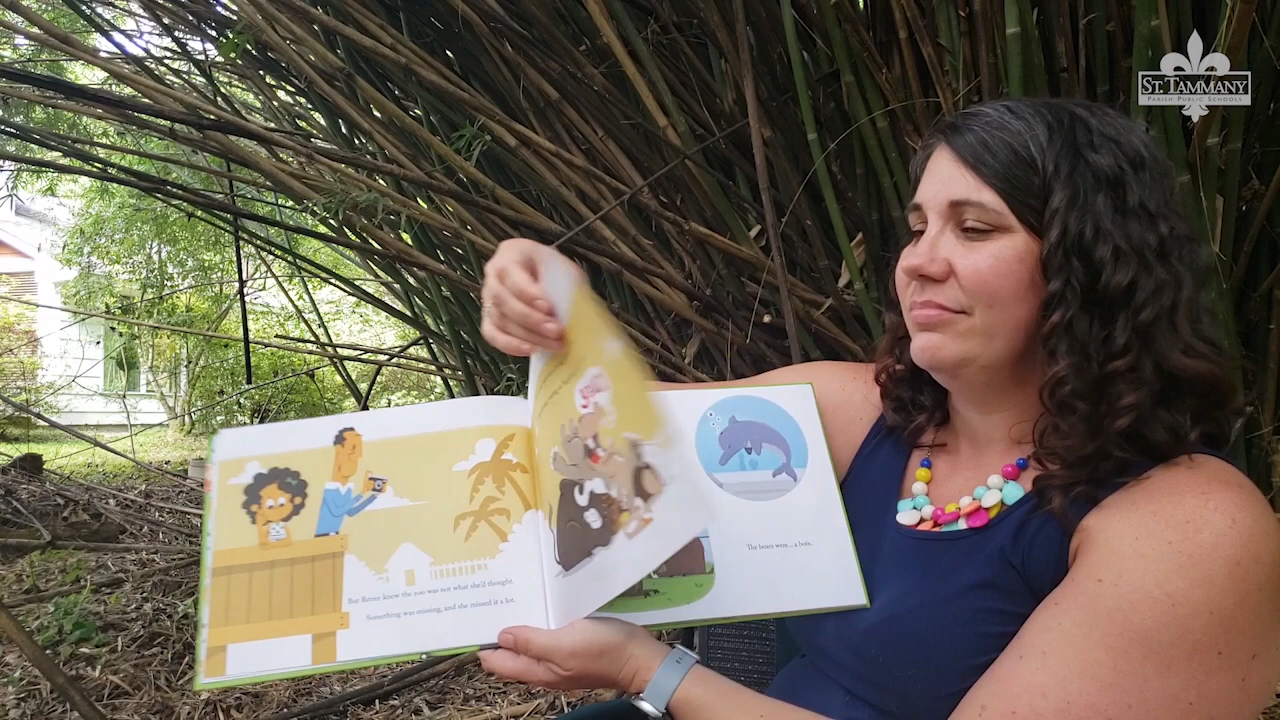 ST. TAMMANY
PARISH PUBLIC SCHOOLS
But Renee knew the zoo was not what she'd thought.
Something was missing, and she missed it a lot.
The bears were... a bore.